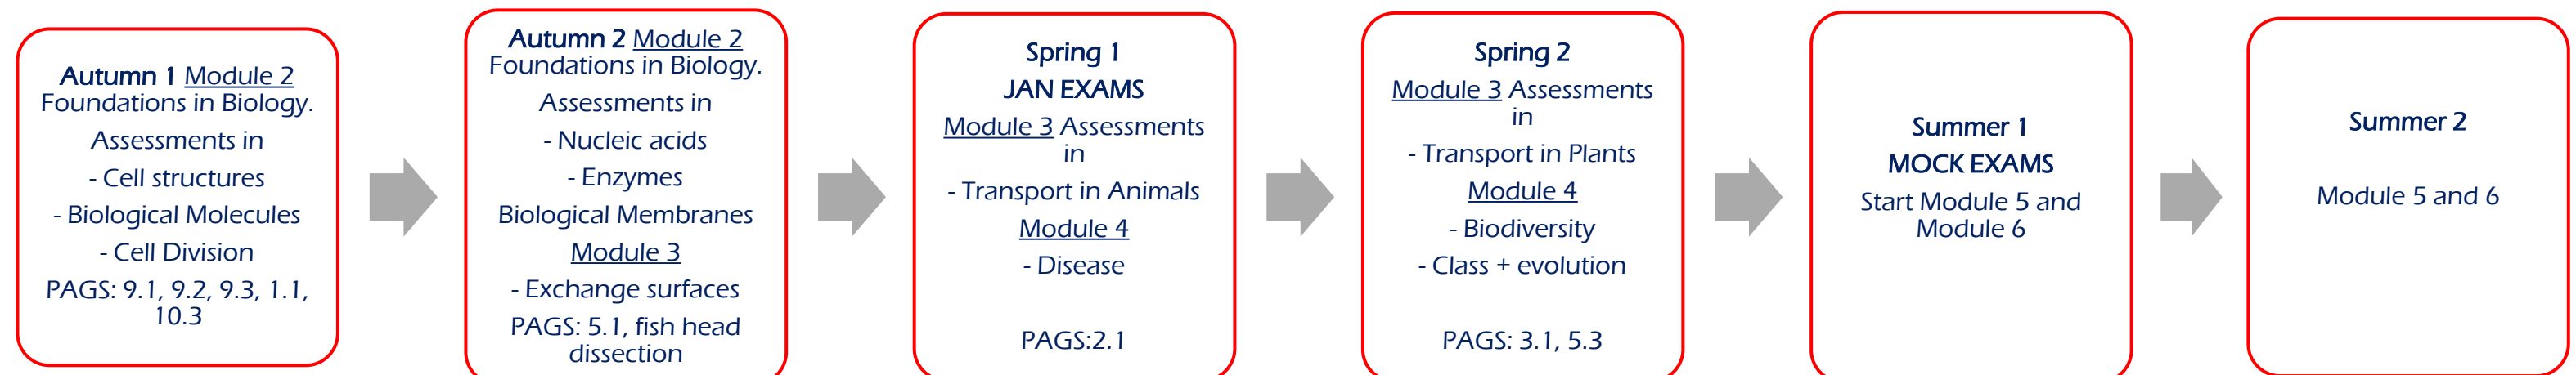 Autumn 1 Module 2
Foundations in Biology.
Assessments in
- Cell structures
- Biological Molecules
- Cell Division
PAGS: 9.1, 9.2, 9.3, 1.1,
10.3
Autumn 2 Module 2
Foundations in Biology.
Assessments in
- Nucleic acids
- Enzymes
Biological Membranes
Module 3
- Exchange surfaces
PAGS: 5.1, fish head
dissection
Spring 1
JAN EXAMS
Module 3 Assessments
in
- Transport in Animals
Module 4
- Disease
PAGS:2.1
Spring 2
Module 3 Assessments
in
- Transport in Plants
Module 4
- Biodiversity
- Class + evolution
PAGS: 3.1, 5.3
Summer 1
MOCK EXAMS
Start Module 5 and
Module 6
Summer 2
Module 5 and 6